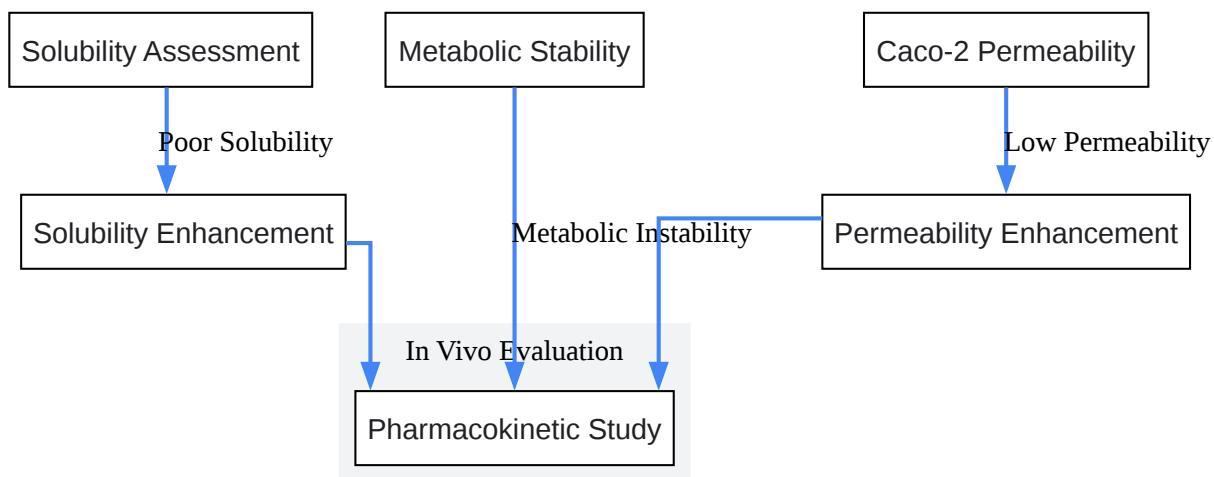 Solubility Assessment
Metabolic Stability
Caco-2 Permeability
Poor Solubility
Low Permeability
Solubility Enhancement
Metabolic Instability
Permeability Enhancement
In Vivo Evaluation
Pharmacokinetic Study